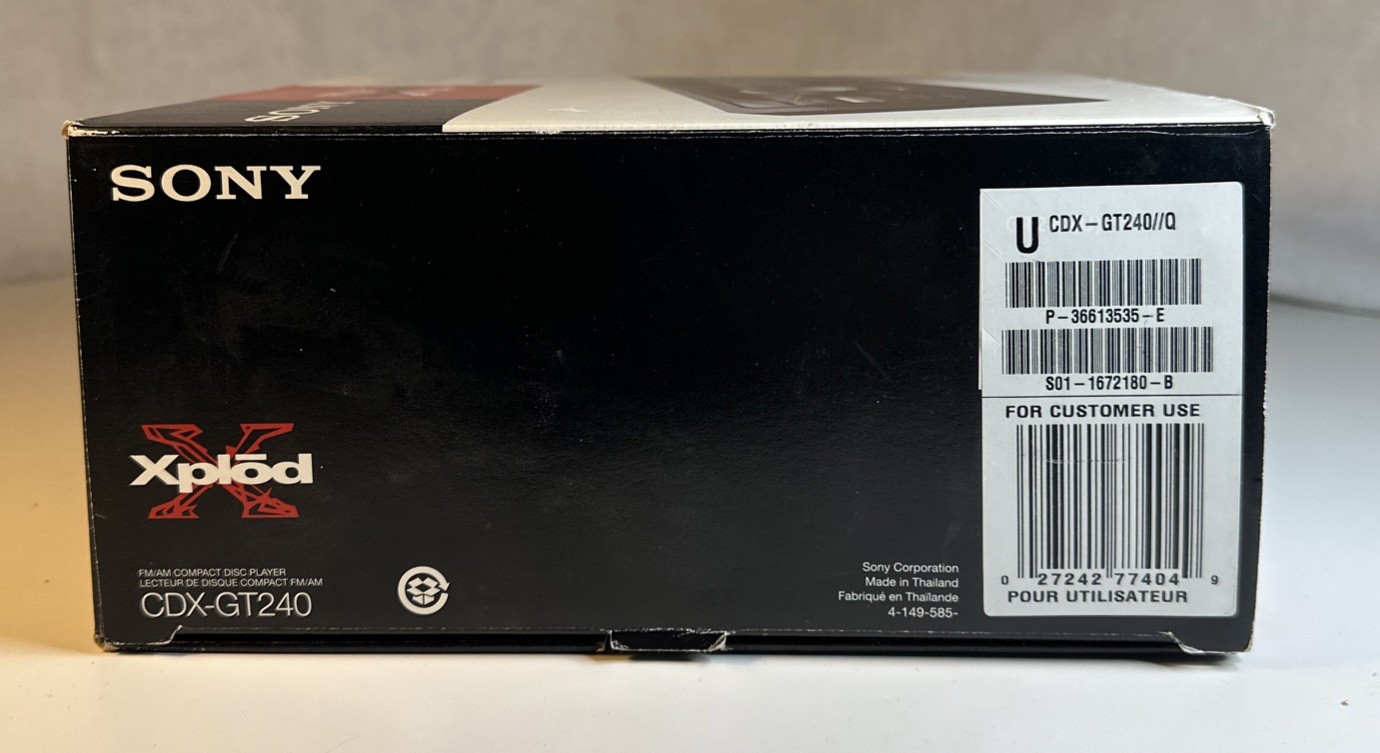 SONY
SONY
Xplōd
FM/AM COMPACT DISC PLAYER
LECTEUR DE DISQUE COMPACT FM/AM
CDX-GT240
Sony Corporation
Made in Thailand
Fabriqué en Thaïlande
4-149-585-
U CDX-GT240//Q
P-36613535-E
S01-1672180-B
FOR CUSTOMER USE
0 27242 77404 9
POUR UTILISATEUR